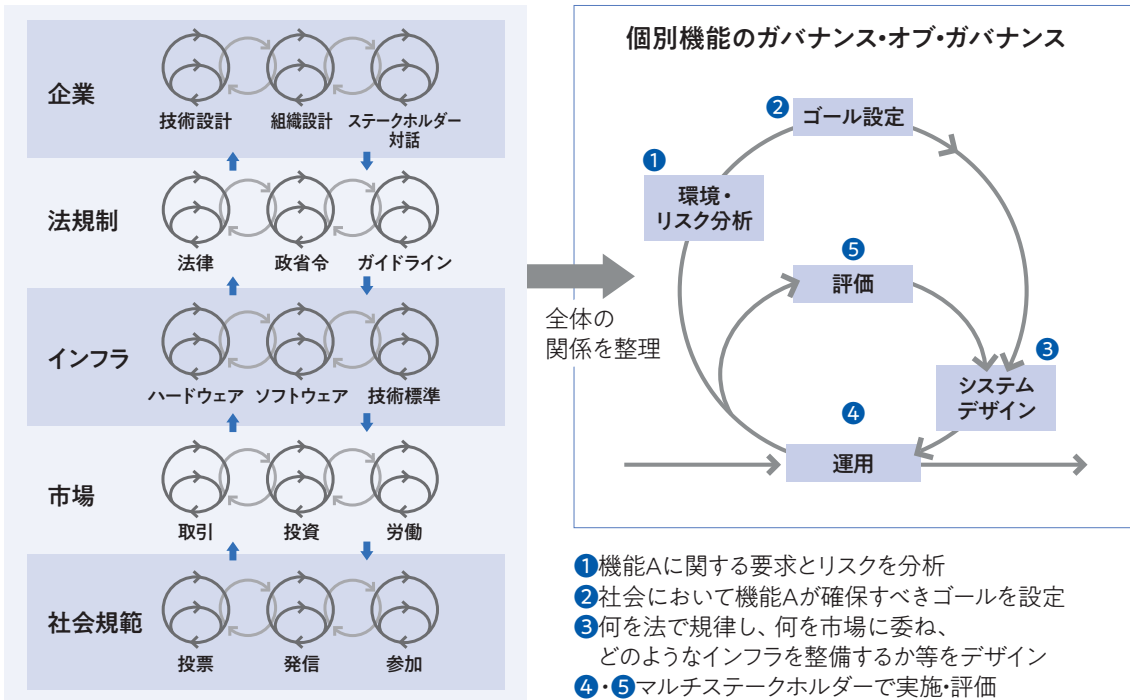 企業
技術設計
組織設計
ステークホルダー
対話
法規制
法律
政省令
ガイドライン
インフラ
ハードウェア
ソフトウェア
技術標準
市場
取引
投資
労働
社会規範
投票
発信
参加
全体の
関係を整理
個別機能のガバナンス・オブ・ガバナンス
❷
ゴール設定
❶
環境・
リスク分析
❺
評価
❸
システム
デザイン
❹
運用
❶機能Aに関する要求とリスクを分析
❷社会において機能Aが確保すべきゴールを設定
❸何を法で規律し、何を市場に委ね、
どのようなインフラを整備するか等をデザイン
❹・❺マルチステークホルダーで実施・評価